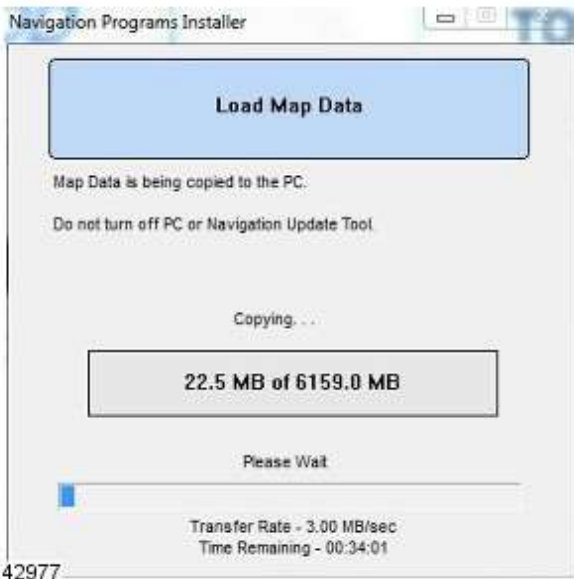 Navigation Programs Installer
TO
Load Map Data
Map Data is being copied to the PC.
Do not turn off PC or Navigation Update Tool
Copying. . .
22.5 MB of 6159.0 MB
Please Wait
Transfer Rate - 3.00 MB/sec
Time Remaining - 00:34:01
42977